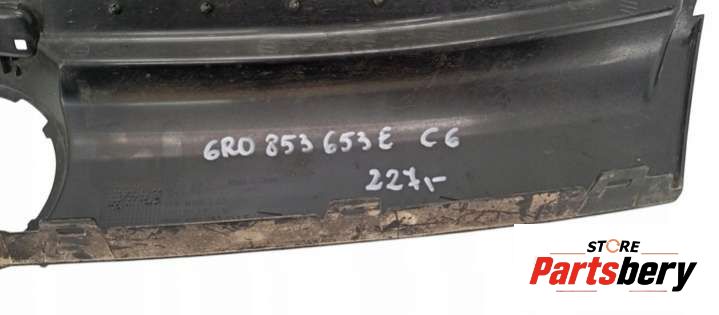 6R0 853 653 E C6
227,-
STORE
Partsbery